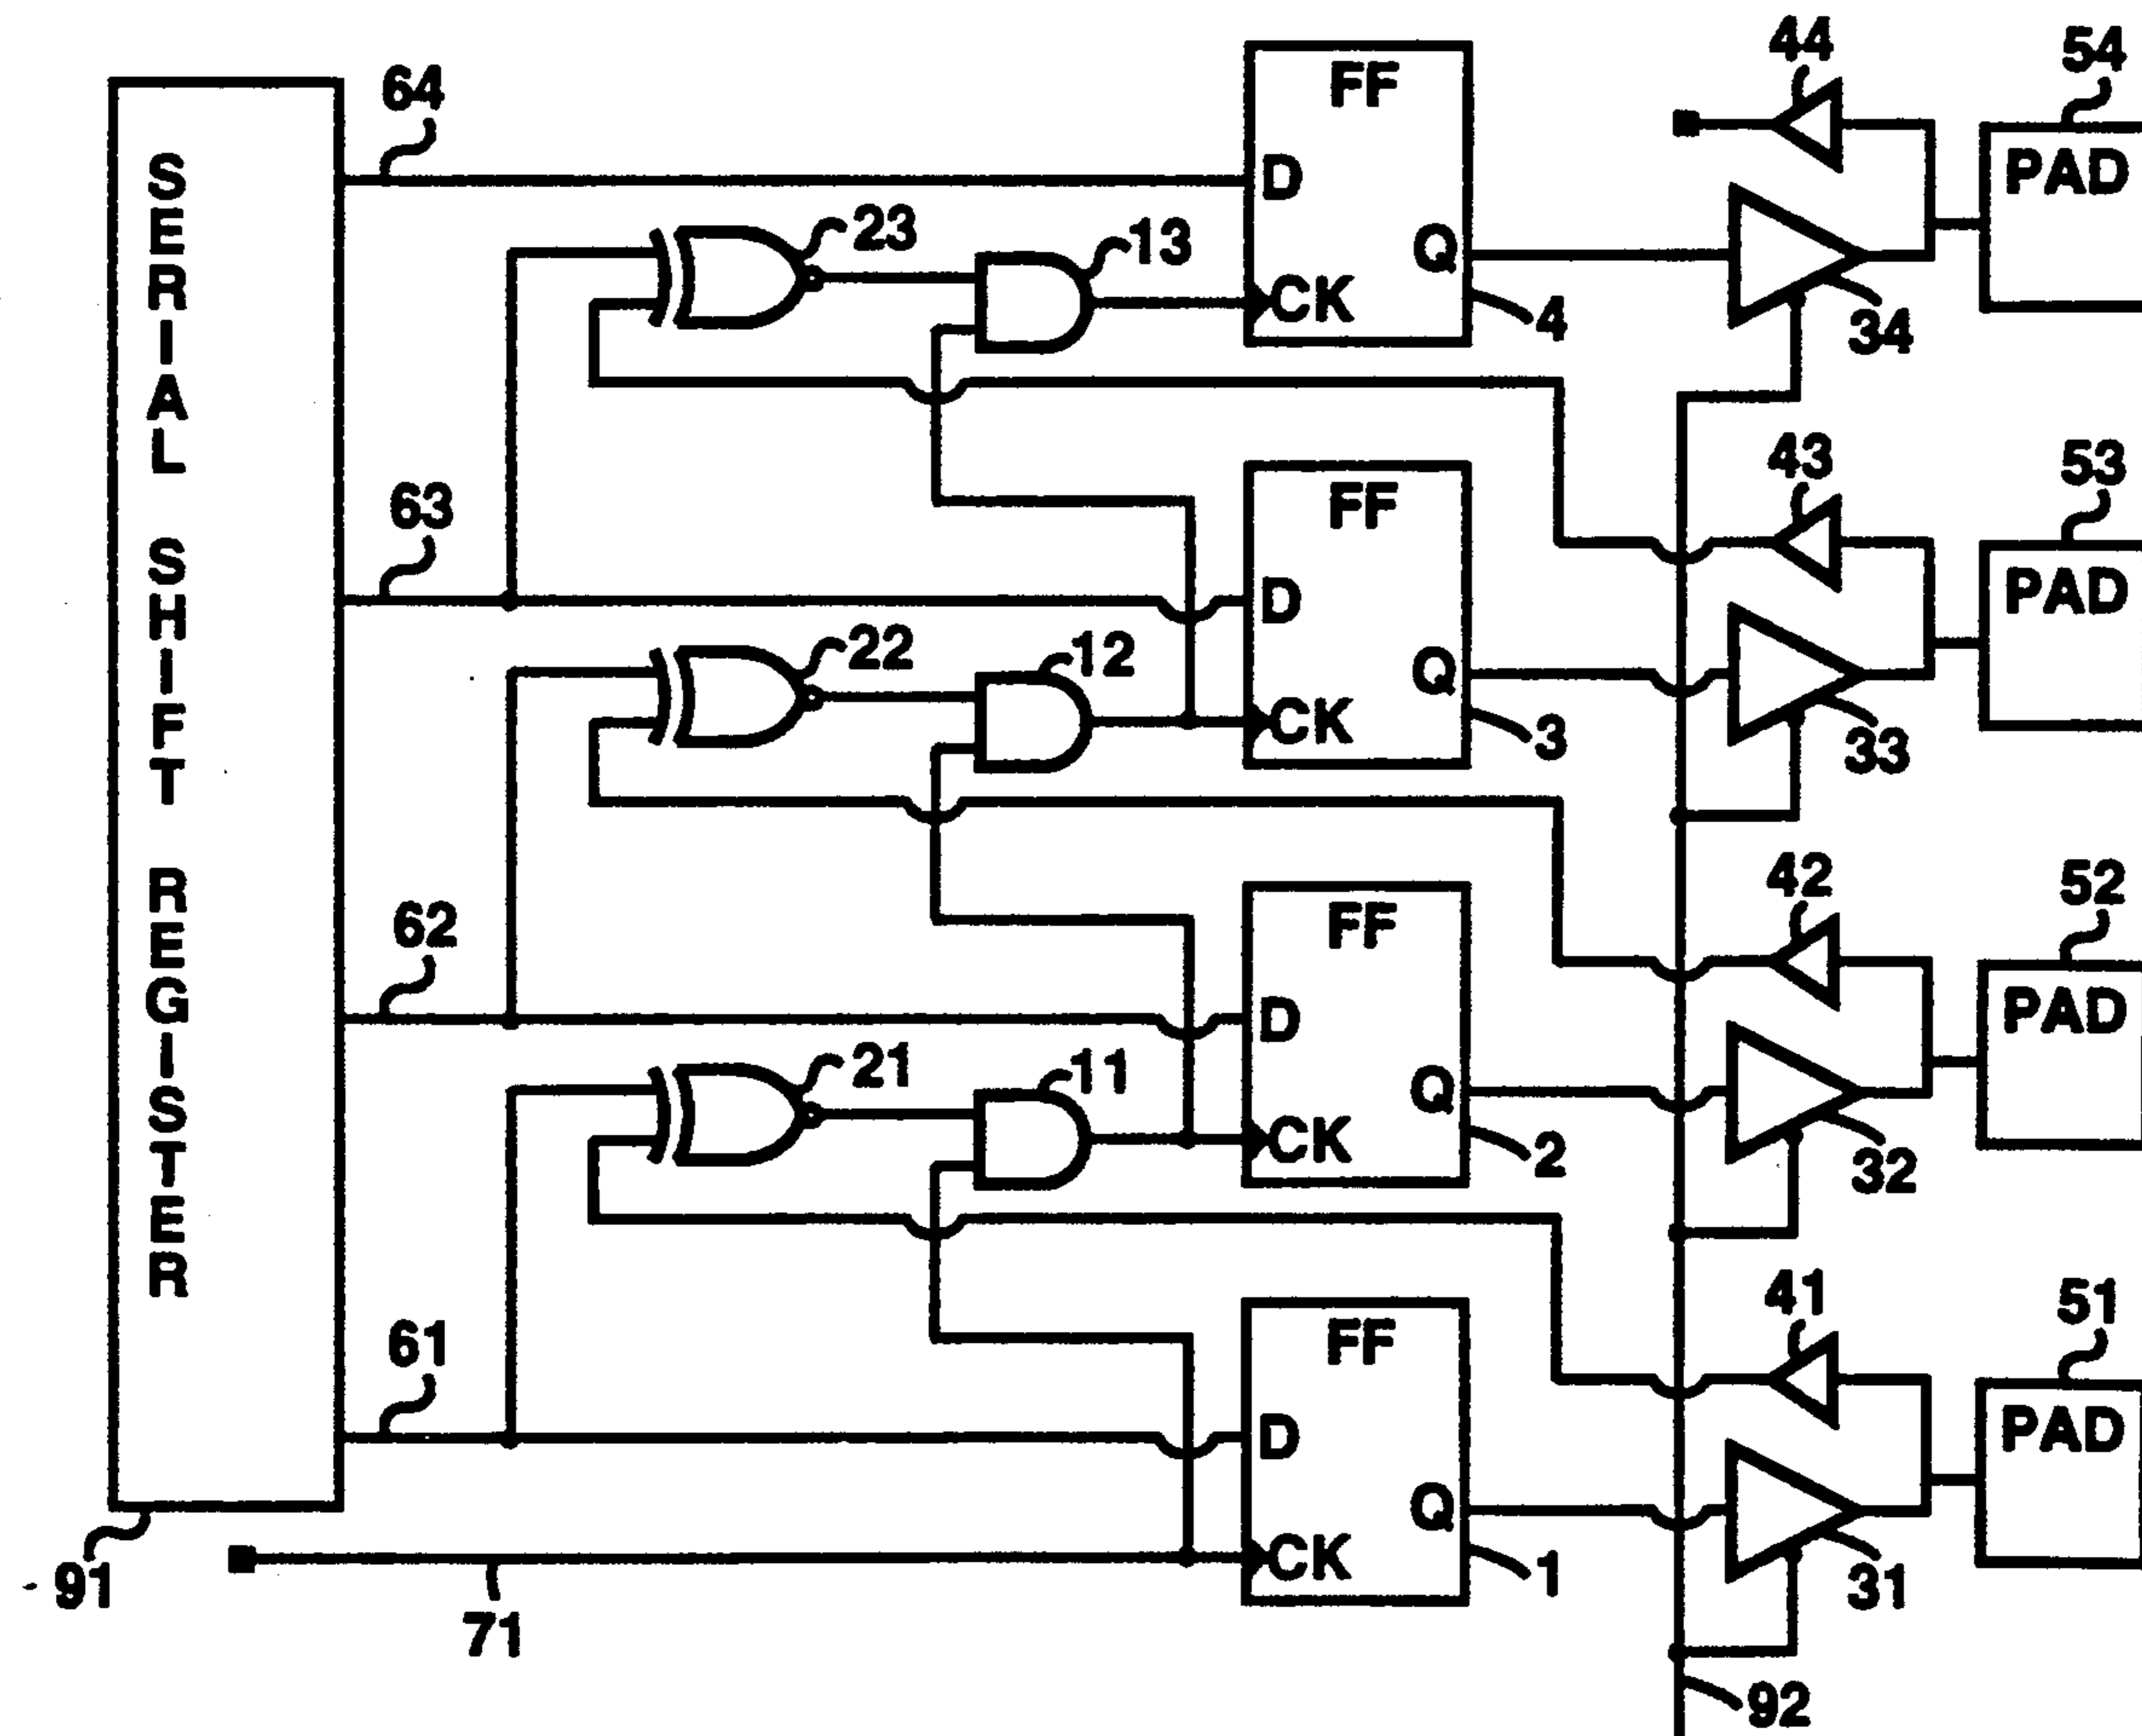 SERIAL SHIFT REGISTER
64
FF
44
54
D
PAD
23
13
Q
CK
4
34
63
FF
43
53
D
PAD
22
12
Q
CK
3
33
62
FF
42
52
D
PAD
21
11
Q
CK
2
32
61
FF
41
51
D
PAD
Q
CK
1
31
91
71
92